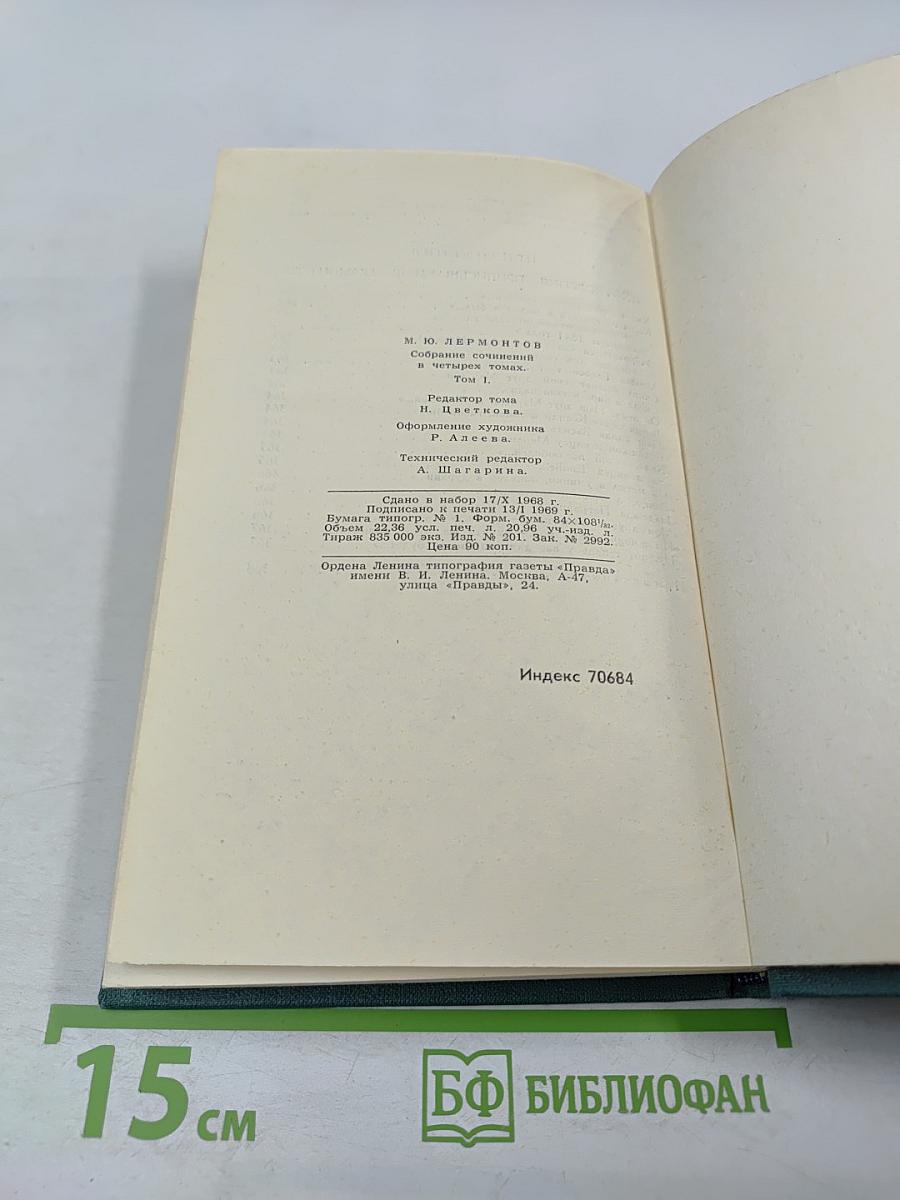 М. Ю. ЛЕРМОНТОВ
Собрание сочинений
в четырех томах.
Том I.
Редактор тома
Н. Цветкова.
Оформление художника
Р. Алеева.
Технический редактор
А. Шагарина.
Сдано в набор 17/X 1968 г.
Подписано к печати 13/I 1969 г.
Бумага типогр. № 1. Форм. бум. 84×108¹/₃₂.
Объем 22,36 усл. печ. л. 20,96 уч.-изд. л.
Тираж 835 000 экз. Изд. № 201. Зак. № 2992.
Цена 90 коп.
Ордена Ленина типография газеты «Правда»
имени В. И. Ленина. Москва, А-47,
улица «Правды», 24.
Индекс 70684
15 см
БФ БИБЛИОФАН